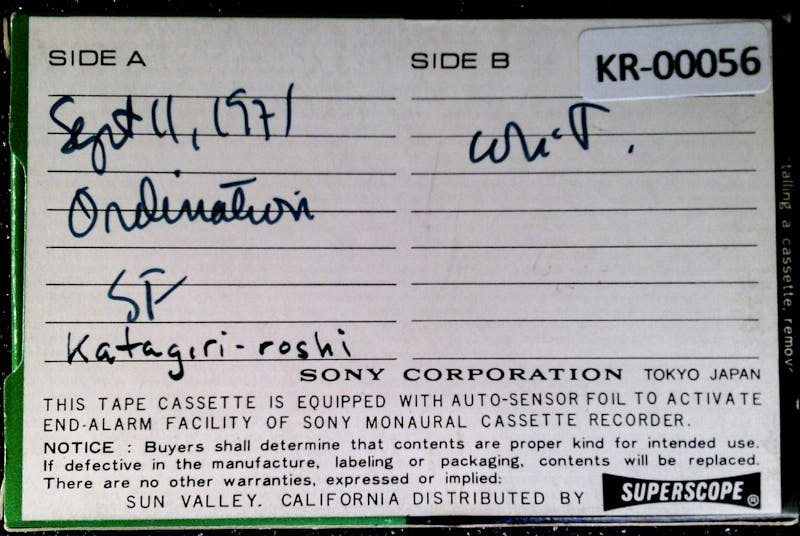 SIDE A
Sept 11, 1971
Ordination
SF
Katagiri-roshi
SIDE B
KR-00056
SONY CORPORATION TOKYO JAPAN
THIS TAPE CASSETTE IS EQUIPPED WITH AUTO-SENSOR FOIL TO ACTIVATE
END-ALARM FACILITY OF SONY MONAURAL CASSETTE RECORDER.
NOTICE : Buyers shall determine that contents are proper kind for intended use.
If defective in the manufacture, labeling or packaging, contents will be replaced.
There are no other warranties, expressed or implied:
SUN VALLEY. CALIFORNIA DISTRIBUTED BY SUPERSCOPE®
talling a cassette, remov